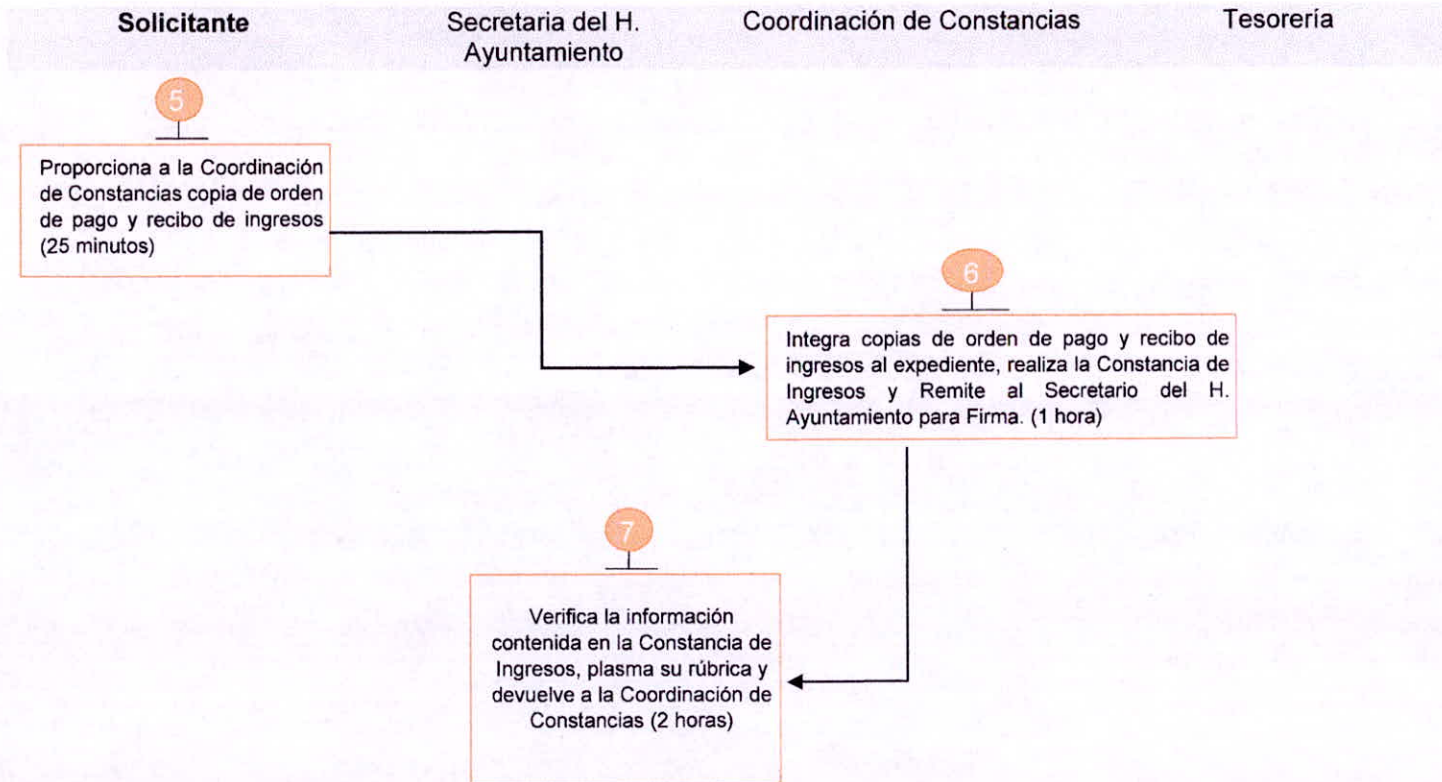 Solicitante
Secretaria del H.
Ayuntamiento
Coordinación de Constancias
Tesorería
5
Proporciona a la Coordinación
de Constancias copia de orden
de pago y recibo de ingresos
(25 minutos)
6
Integra copias de orden de pago y recibo de
ingresos al expediente, realiza la Constancia de
Ingresos y Remite al Secretario del H.
Ayuntamiento para Firma. (1 hora)
7
Verifica la información
contenida en la Constancia de
Ingresos, plasma su rúbrica y
devuelve a la Coordinación de
Constancias (2 horas)